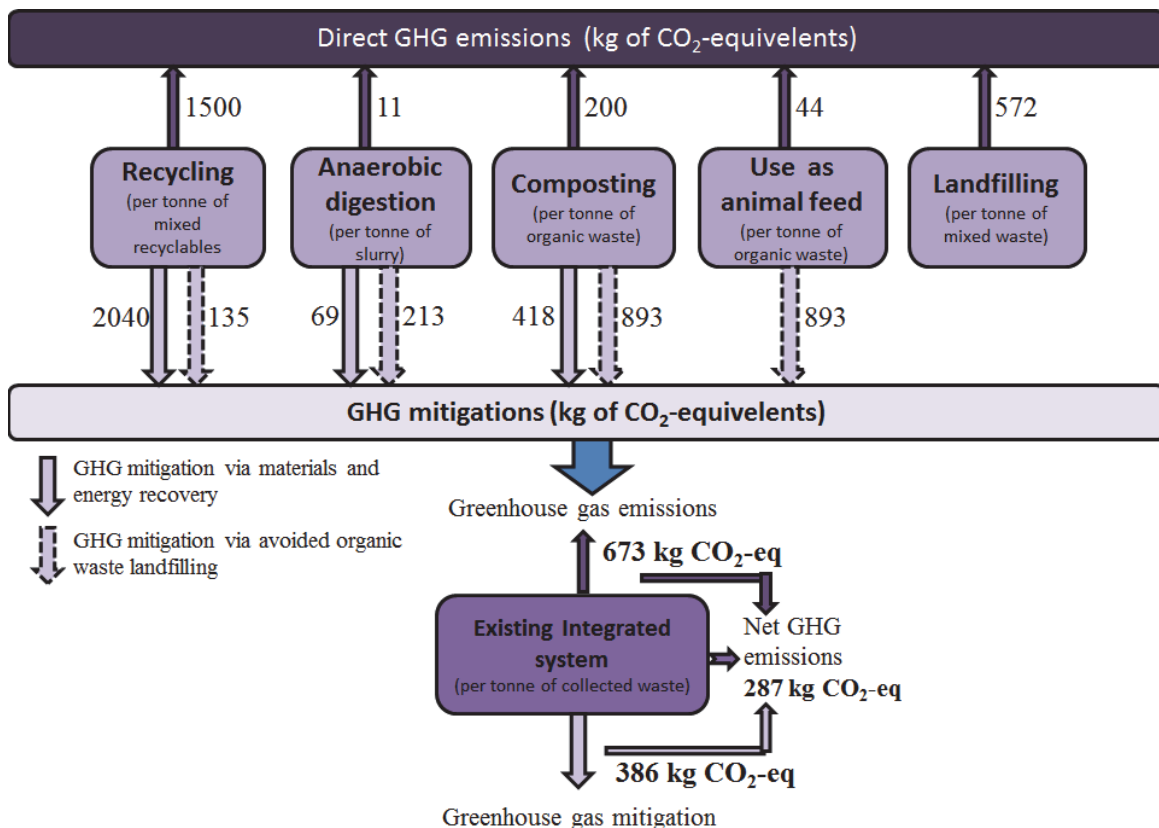 Direct GHG emissions (kg of CO₂-equivelents)
1500
11
200
44
572
Recycling
(per tonne of
mixed
recyclables
Anaerobic
digestion
(per tonne of
slurry)
Composting
(per tonne of
organic waste)
Use as
animal feed
(per tonne of
organic waste)
Landfilling
(per tonne of
mixed waste)
2040
135
69
213
418
893
893
GHG mitigations (kg of CO₂-equivelents)
GHG mitigation via materials and
energy recovery
GHG mitigation via avoided organic
waste landfilling
Greenhouse gas emissions
673 kg CO₂-eq
Existing Integrated
system
(per tonne of collected waste)
Net GHG
emissions
287 kg CO₂-eq
386 kg CO₂-eq
Greenhouse gas mitigation